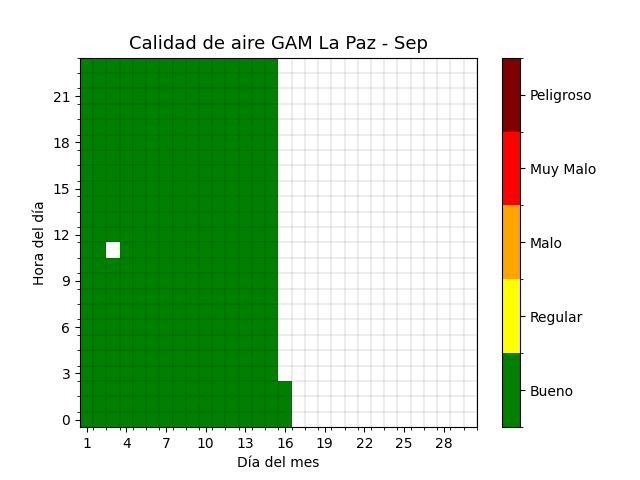 Calidad de aire GAM La Paz - Sep
Hora del día
21
18
15
12
9
6
3
0
1 4 7 10 13 16 19 22 25 28
Día del mes
Peligroso
Muy Malo
Malo
Regular
Bueno